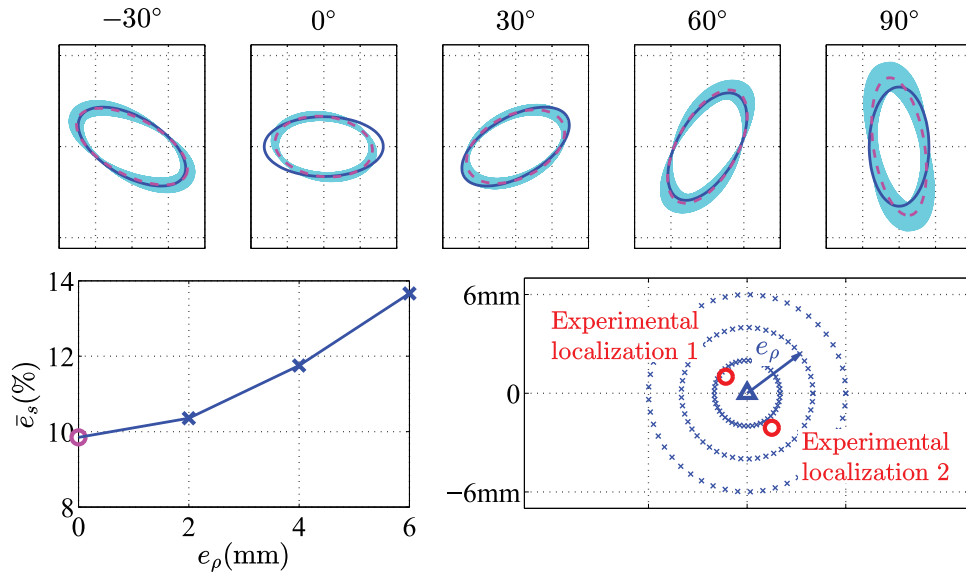 −30° 0° 30° 60° 90°
14
12
10
8
ē_s(%)
0 2 4 6
e_ρ(mm)
6mm
0
−6mm
Experimental
localization 1
e_ρ
Experimental
localization 2